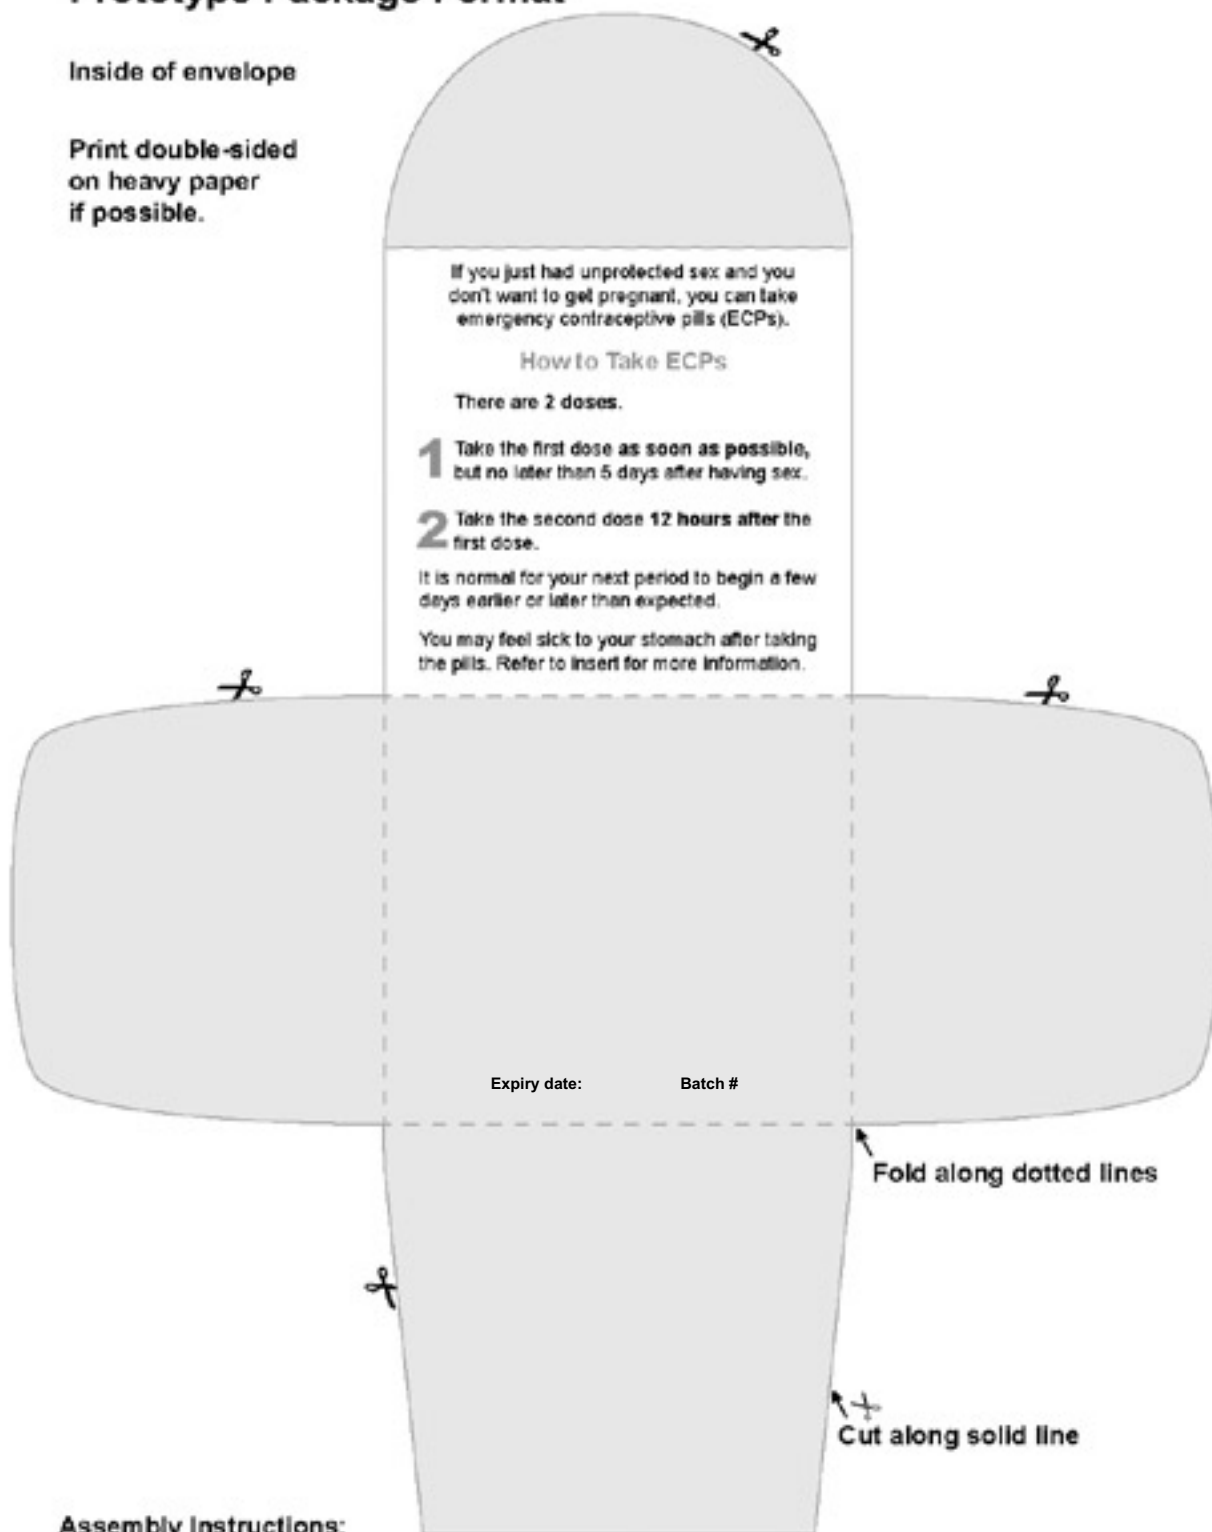 Prototype Package Format
Inside of envelope
Print double-sided
on heavy paper
if possible.
If you just had unprotected sex and you
don't want to get pregnant, you can take
emergency contraceptive pills (ECPs).
How to Take ECPs
There are 2 doses.
1 Take the first dose as soon as possible,
but no later than 5 days after having sex.
2 Take the second dose 12 hours after the
first dose.
It is normal for your next period to begin a few
days earlier or later than expected.
You may feel sick to your stomach after taking
the pills. Refer to insert for more information.
Expiry date: Batch #
Fold along dotted lines
Cut along solid line
Assembly Instructions: